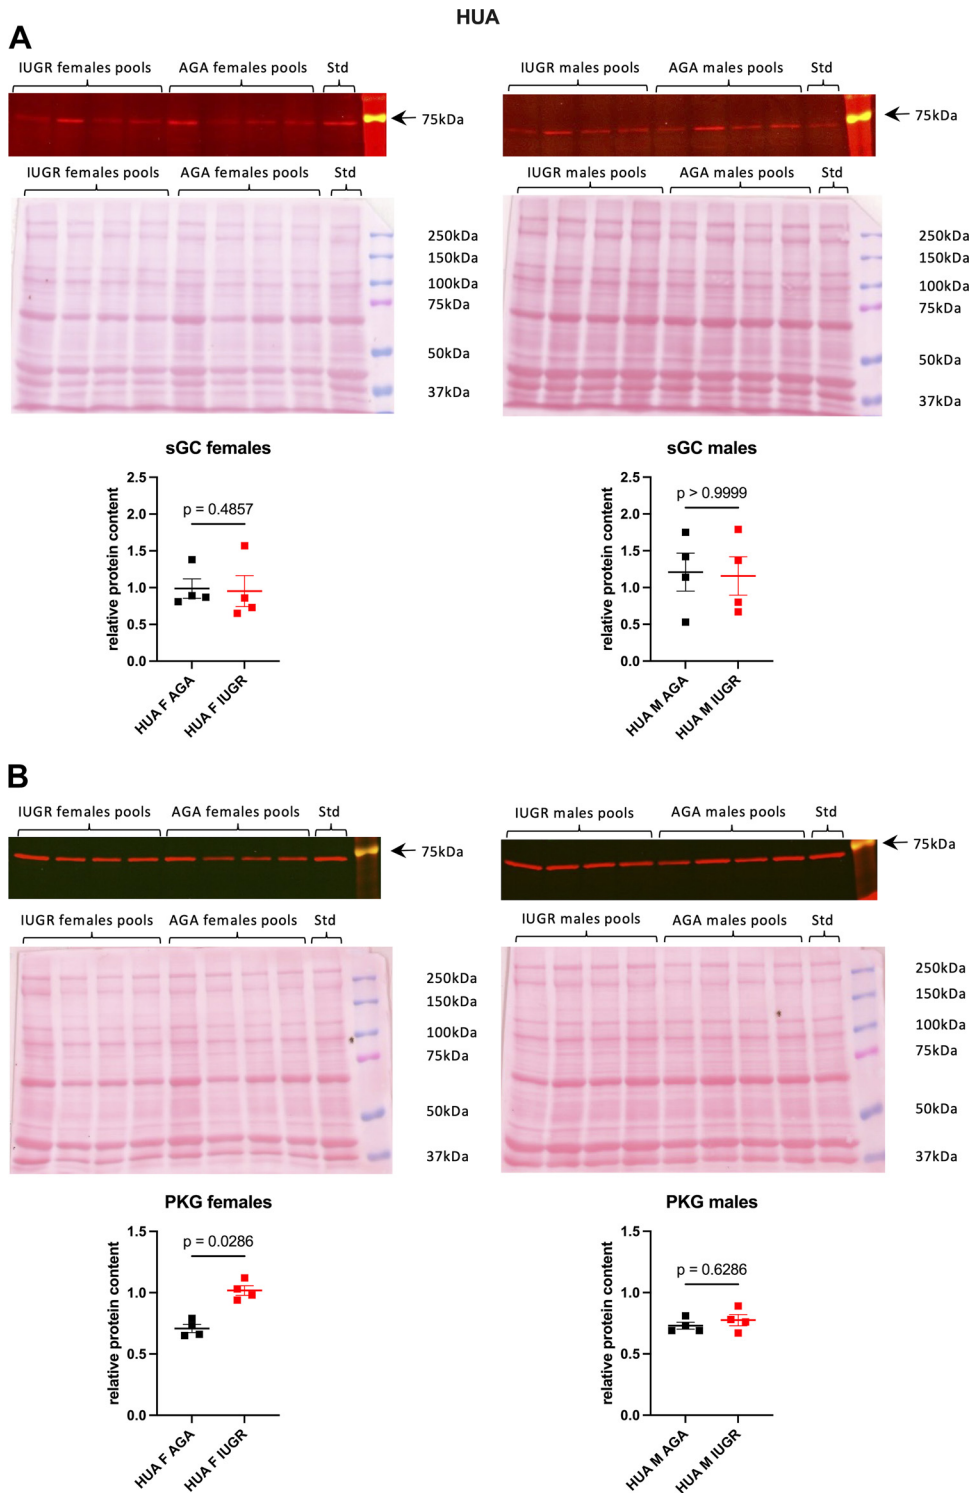 HUA
A
IUGR females pools AGA females pools Std
75kDa
IUGR females pools AGA females pools Std
250kDa
150kDa
100kDa
75kDa
50kDa
37kDa
IUGR males pools AGA males pools Std
75kDa
IUGR males pools AGA males pools Std
250kDa
150kDa
100kDa
75kDa
50kDa
37kDa
sGC females
relative protein content
2.5
2.0
1.5
1.0
0.5
0.0
p = 0.4857
HUA F AGA
HUA F IUGR
sGC males
relative protein content
2.5
2.0
1.5
1.0
0.5
0.0
p > 0.9999
HUA M AGA
HUA M IUGR
B
IUGR females pools AGA females pools Std
75kDa
IUGR females pools AGA females pools Std
250kDa
150kDa
100kDa
75kDa
50kDa
37kDa
IUGR males pools AGA males pools Std
75kDa
IUGR males pools AGA males pools Std
250kDa
150kDa
100kDa
75kDa
50kDa
37kDa
PKG females
relative protein content
1.5
1.0
0.5
0.0
p = 0.0286
HUA F AGA
HUA F IUGR
PKG males
relative protein content
1.5
1.0
0.5
0.0
p = 0.6286
HUA M AGA
HUA M IUGR